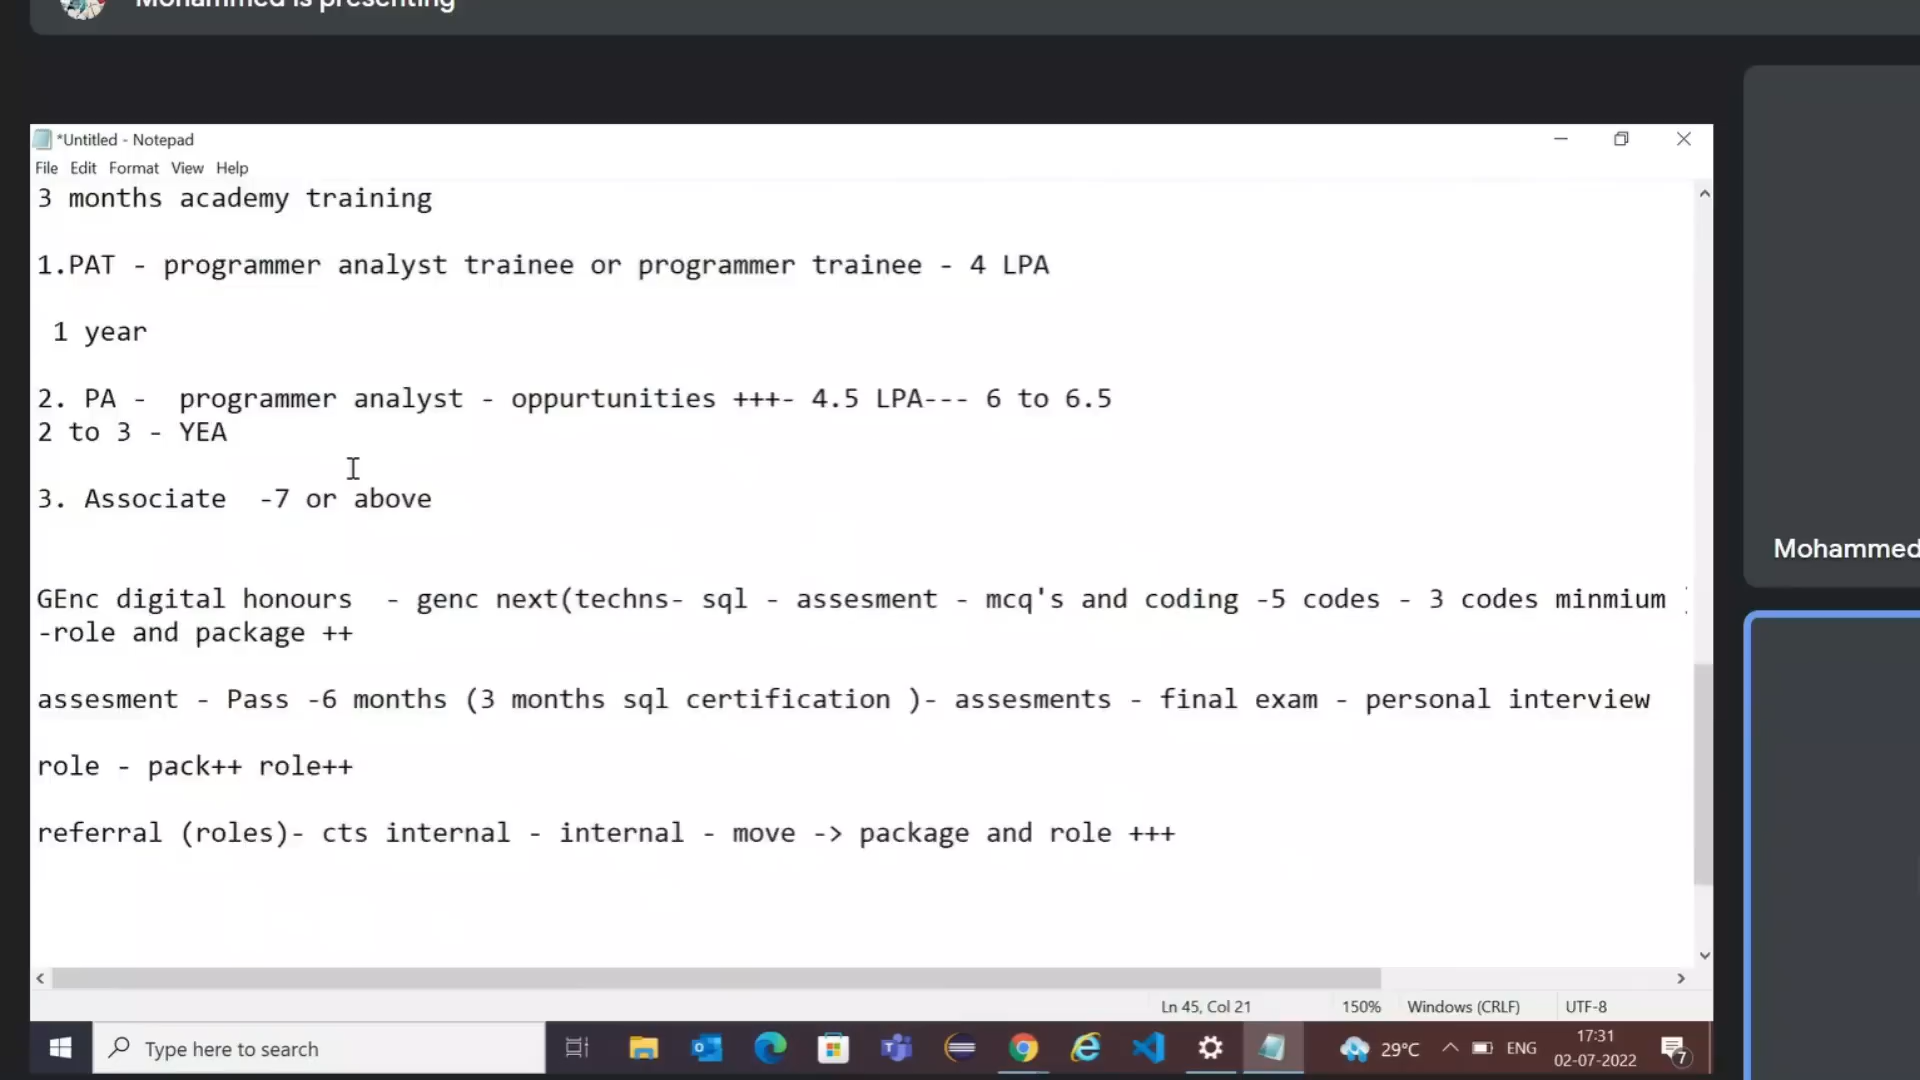 Mohammed is presenting
*Untitled - Notepad
File Edit Format View Help
3 months academy training
1.PAT - programmer analyst trainee or programmer trainee - 4 LPA
1 year
2. PA - programmer analyst - oppurtunities +++- 4.5 LPA--- 6 to 6.5
2 to 3 - YEA
3. Associate -7 or above
GEnc digital honours - genc next(techns- sql - assesment - mcq's and coding -5 codes - 3 codes minmium )
-role and package ++
assesment - Pass -6 months (3 months sql certification )- assesments - final exam - personal interview
role - pack++ role++
referral (roles)- cts internal - internal - move -> package and role +++
Mohammed
Ln 45, Col 21 150% Windows (CRLF) UTF-8
Type here to search
29°C ENG
17:31
02-07-2022
7